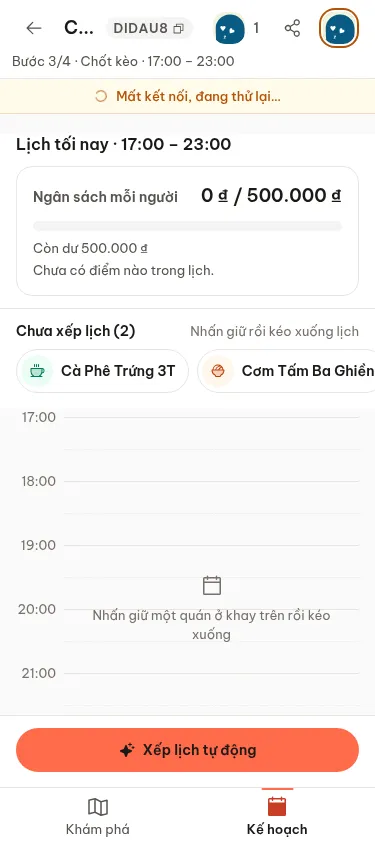 C... DIDAU8 1
Bước 3/4 · Chốt kèo · 17:00 – 23:00
Mất kết nối, đang thử lại...
Lịch tối nay · 17:00 – 23:00
Ngân sách mỗi người 0 ₫ / 500.000 ₫
Còn dư 500.000 ₫
Chưa có điểm nào trong lịch.
Chưa xếp lịch (2) Nhấn giữ rồi kéo xuống lịch
Cà Phê Trứng 3T Cơm Tấm Ba Ghiền
17:00
18:00
19:00
20:00
Nhấn giữ một quán ở khay trên rồi kéo
xuống
21:00
Xếp lịch tự động
Khám phá Kế hoạch